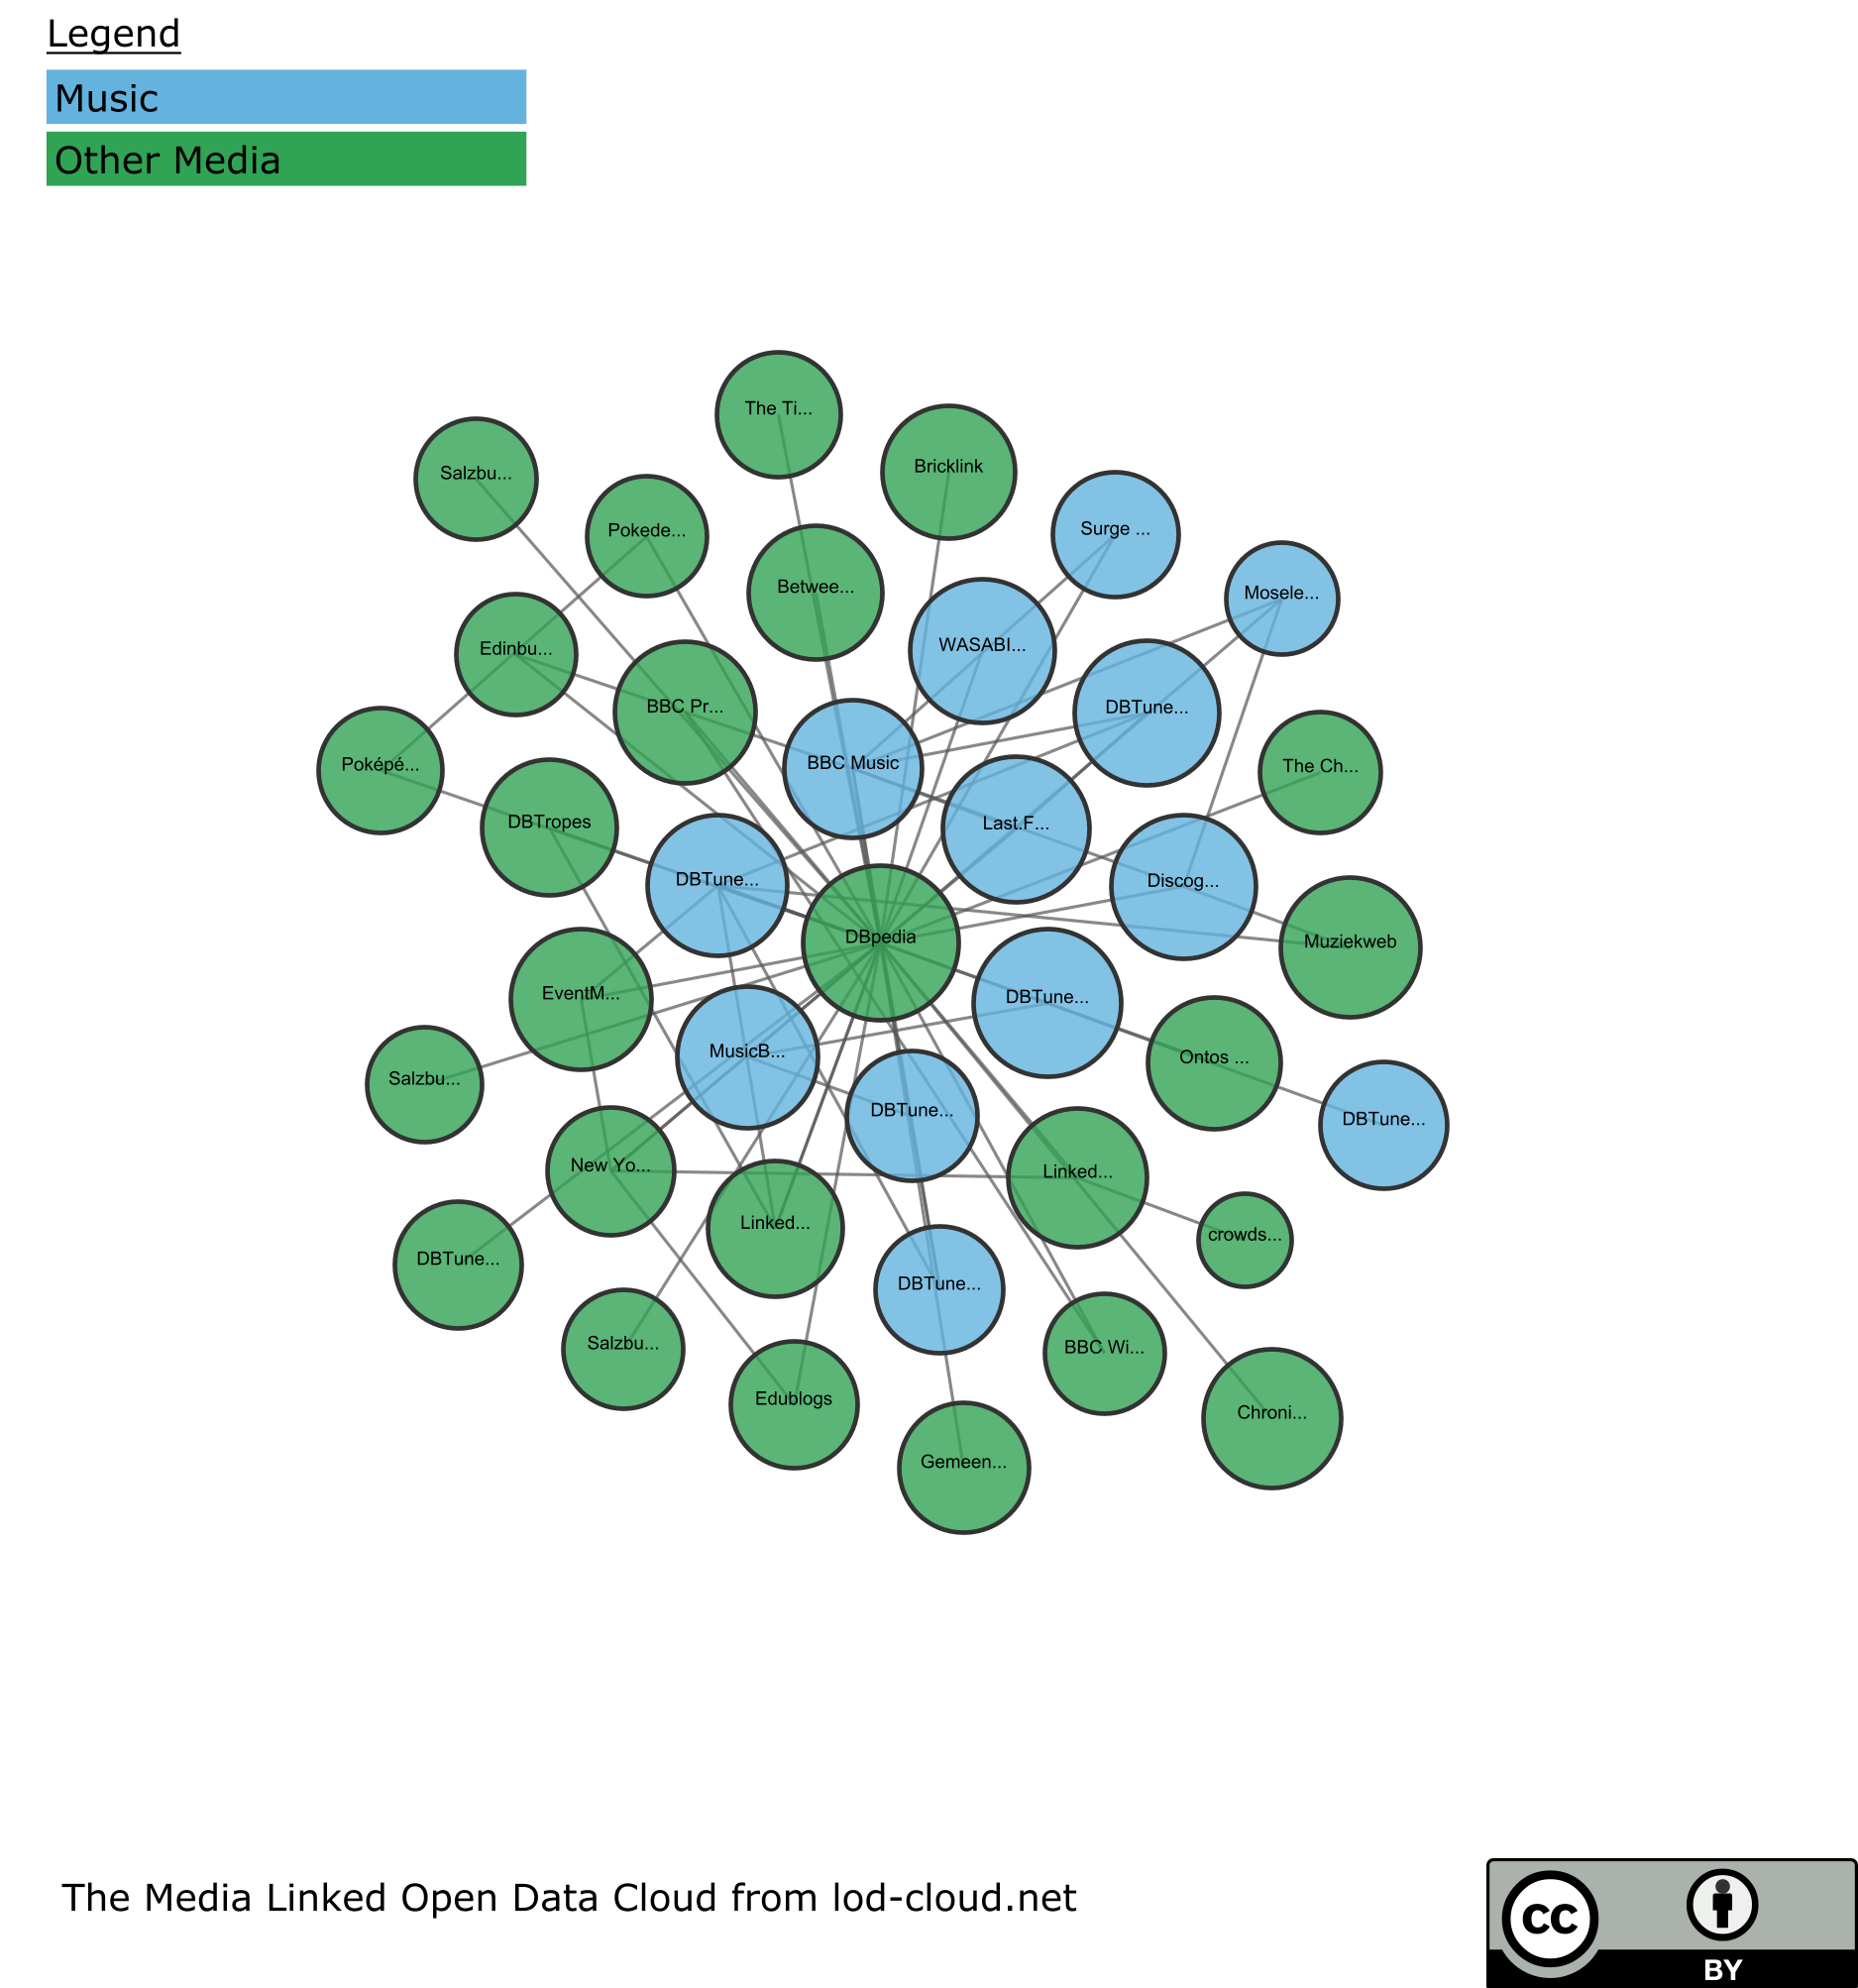 Legend
Music
Other Media
The Ti...
Bricklink
Salzbu...
Pokede...
Surge ...
Betwee...
Mosele...
Edinbu...
WASABI...
BBC Pr...
DBTune...
Poképé...
BBC Music
The Ch...
DBTropes
Last.F...
DBTune...
Discog...
DBpedia
Muziekweb
EventM...
DBTune...
MusicB...
Ontos ...
Salzbu...
DBTune...
DBTune...
New Yo...
Linked...
Linked...
crowds...
DBTune...
DBTune...
Salzbu...
BBC Wi...
Edublogs
Chroni...
Gemeen...
The Media Linked Open Data Cloud from lod-cloud.net
cc
BY